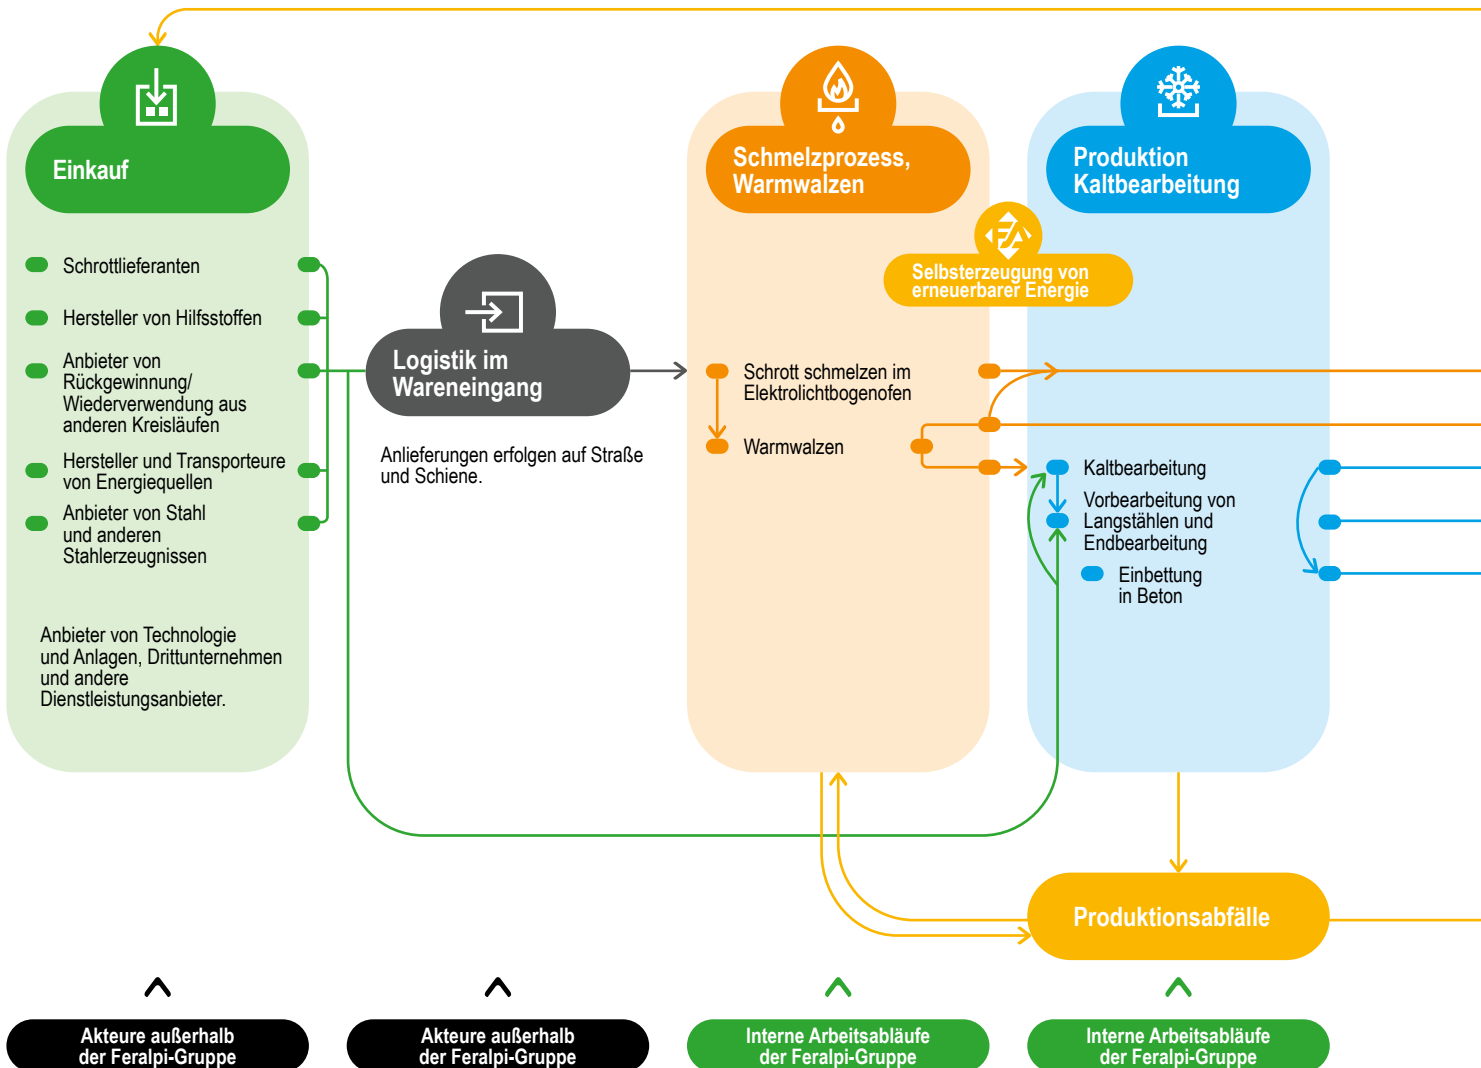 Einkauf
Schrottlieferanten
Hersteller von Hilfsstoffen
Anbieter von
Rückgewinnung/
Wiederverwendung aus
anderen Kreisläufen
Hersteller und Transporteure
von Energiequellen
Anbieter von Stahl
und anderen
Stahlerzeugnissen
Anbieter von Technologie
und Anlagen, Drittunternehmen
und andere
Dienstleistungsanbieter.
Logistik im
Wareneingang
Anlieferungen erfolgen auf Straße
und Schiene.
Schmelzprozess,
Warmwalzen
Selbsterzeugung von
erneuerbarer Energie
Schrott schmelzen im
Elektrolichtbogenofen
Warmwalzen
Produktion
Kaltbearbeitung
Kaltbearbeitung
Vorbearbeitung von
Langstählen und
Endbearbeitung
Einbettung
in Beton
Produktionsabfälle
Akteure außerhalb
der Feralpi-Gruppe
Akteure außerhalb
der Feralpi-Gruppe
Interne Arbeitsabläufe
der Feralpi-Gruppe
Interne Arbeitsabläufe
der Feralpi-Gruppe